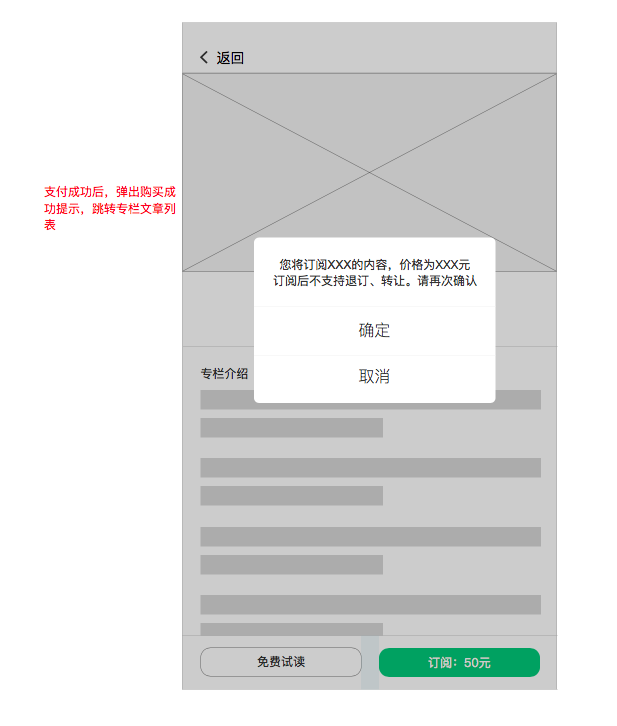 返回
支付成功后，弹出购买成
功提示，跳转专栏文章列
表
您将订阅XXX的内容，价格为XXX元
订阅后不支持退订、转让。请再次确认
确定
取消
专栏介绍
免费试读
订阅：50元